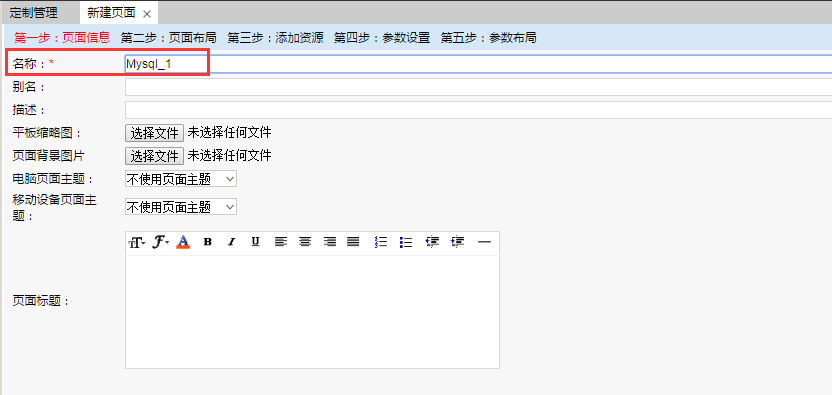 定制管理 新建页面 ×
第一步：页面信息 第二步：页面布局 第三步：添加资源 第四步：参数设置 第五步：参数布局
名称：* Mysql_1
别名：
描述：
平板缩略图： 选择文件 未选择任何文件
页面背景图片 选择文件 未选择任何文件
电脑页面主题： 不使用页面主题
移动设备页面主
题： 不使用页面主题
T T F A B I U
页面标题：